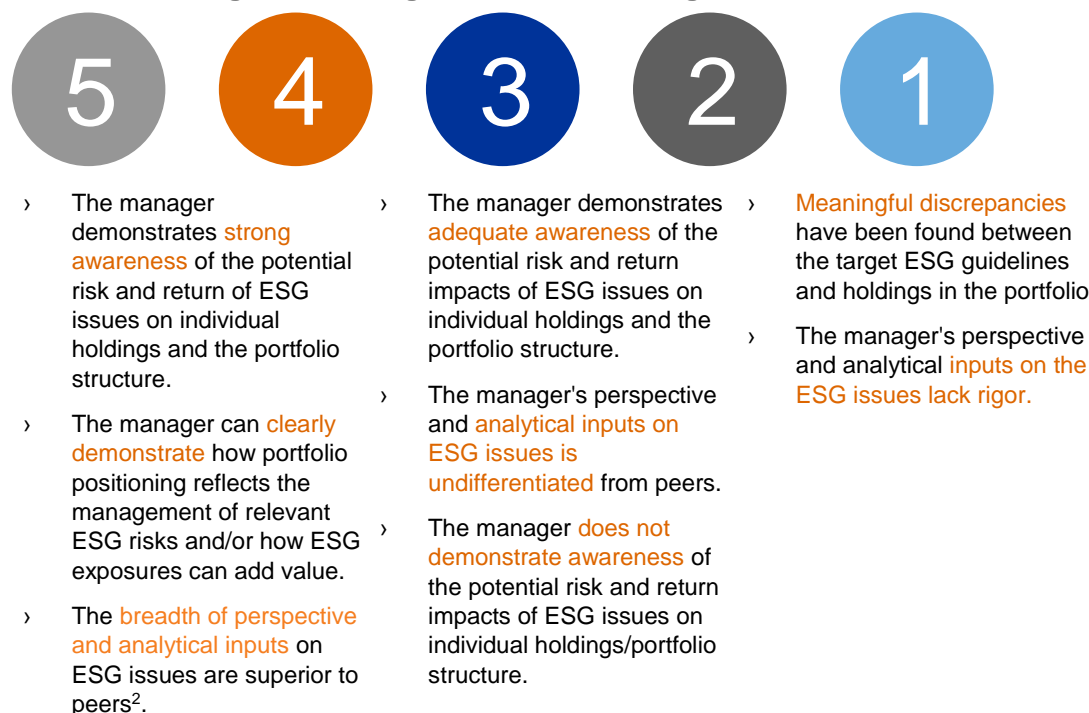 5 4 3 2 1
› The manager
demonstrates strong
awareness of the potential
risk and return of ESG
issues on individual
holdings and the portfolio
structure.
› The manager can clearly
demonstrate how portfolio
positioning reflects the
management of relevant
ESG risks and/or how ESG
exposures can add value.
› The breadth of perspective
and analytical inputs on
ESG issues are superior to
peers².
› The manager demonstrates
adequate awareness of the
potential risk and return
impacts of ESG issues on
individual holdings and the
portfolio structure.
› The manager's perspective
and analytical inputs on
ESG issues is
undifferentiated from peers.
› The manager does not
demonstrate awareness of
the potential risk and return
impacts of ESG issues on
individual holdings/portfolio
structure.
› Meaningful discrepancies
have been found between
the target ESG guidelines
and holdings in the portfolio
› The manager's perspective
and analytical inputs on the
ESG issues lack rigor.